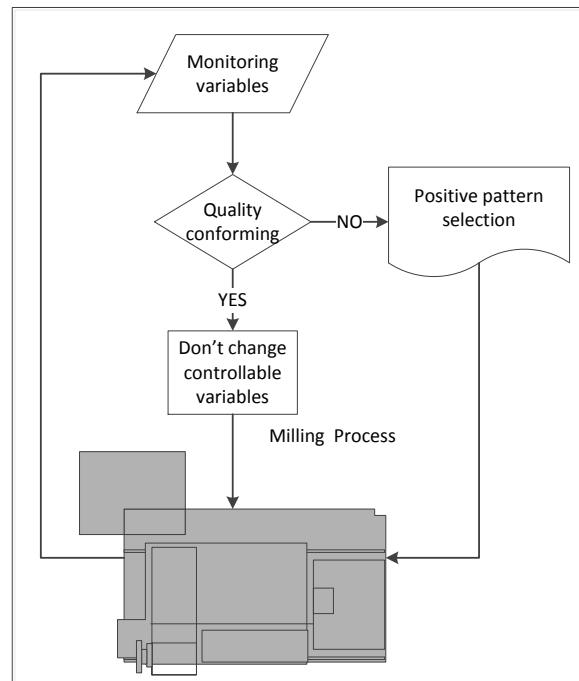 Monitoring
variables
Quality
conforming
NO
Positive pattern
selection
YES
Don't change
controllable
variables
Milling Process